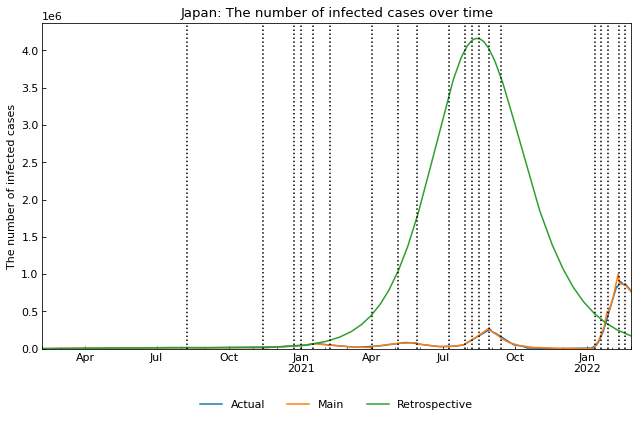 Japan: The number of infected cases over time
1e6
The number of infected cases
4.0
3.5
3.0
2.5
2.0
1.5
1.0
0.5
0.0
Apr Jul Oct Jan Apr Jul Oct Jan
2021 2022
Actual Main Retrospective